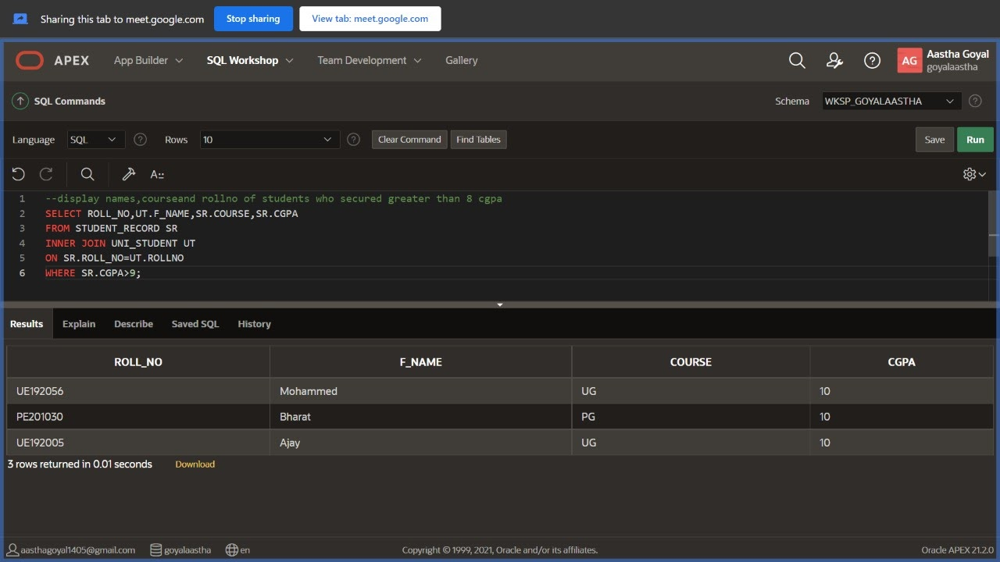 Sharing this tab to meet.google.com Stop sharing View tab: meet.google.com
APEX App Builder SQL Workshop Team Development Gallery AG Aastha Goyal
goyalaastha
SQL Commands Schema WKSP_GOYALAASTHA
Language SQL Rows 10 Clear Command Find Tables Save Run
A::
1 --display names,courseand rollno of students who secured greater than 8 cgpa
2 SELECT ROLL_NO,UT.F_NAME,SR.COURSE,SR.CGPA
3 FROM STUDENT_RECORD SR
4 INNER JOIN UNI_STUDENT UT
5 ON SR.ROLL_NO=UT.ROLLNO
6 WHERE SR.CGPA>9;
Results Explain Describe Saved SQL History
ROLL_NO F_NAME COURSE CGPA
UE192056 Mohammed UG 10
PE201030 Bharat PG 10
UE192005 Ajay UG 10
3 rows returned in 0.01 seconds Download
aasthagoyal1405@gmail.com goyalaastha en Copyright © 1999, 2021, Oracle and/or its affiliates. Oracle APEX 21.2.0